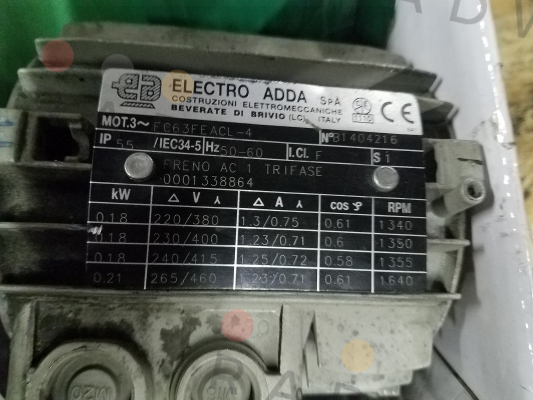 ELECTRO ADDA SpA
COSTRUZIONI ELETTROMECCANICHE
BEVERATE DI BRIVIO (LC) ITALY
CE
MOT.3~ FC63FEACL-4 N° 81404216
IP 55 /IEC34-5 Hz 50-60 I.Cl. F S 1
FRENO AC 1 TRIFASE
0001338864
kW Δ V Y Δ A Y cos φ RPM
0.18 220/380 1.3/0.75 0.61 1340
0.18 230/400 1.23/0.71 0.6 1350
0.18 240/415 1.25/0.72 0.58 1355
0.21 265/460 1.23/0.71 0.61 1640